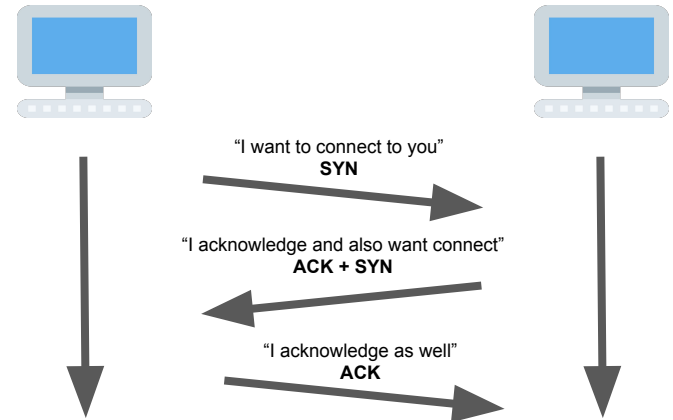 “I want to connect to you”
SYN
“I acknowledge and also want connect”
ACK + SYN
“I acknowledge as well”
ACK